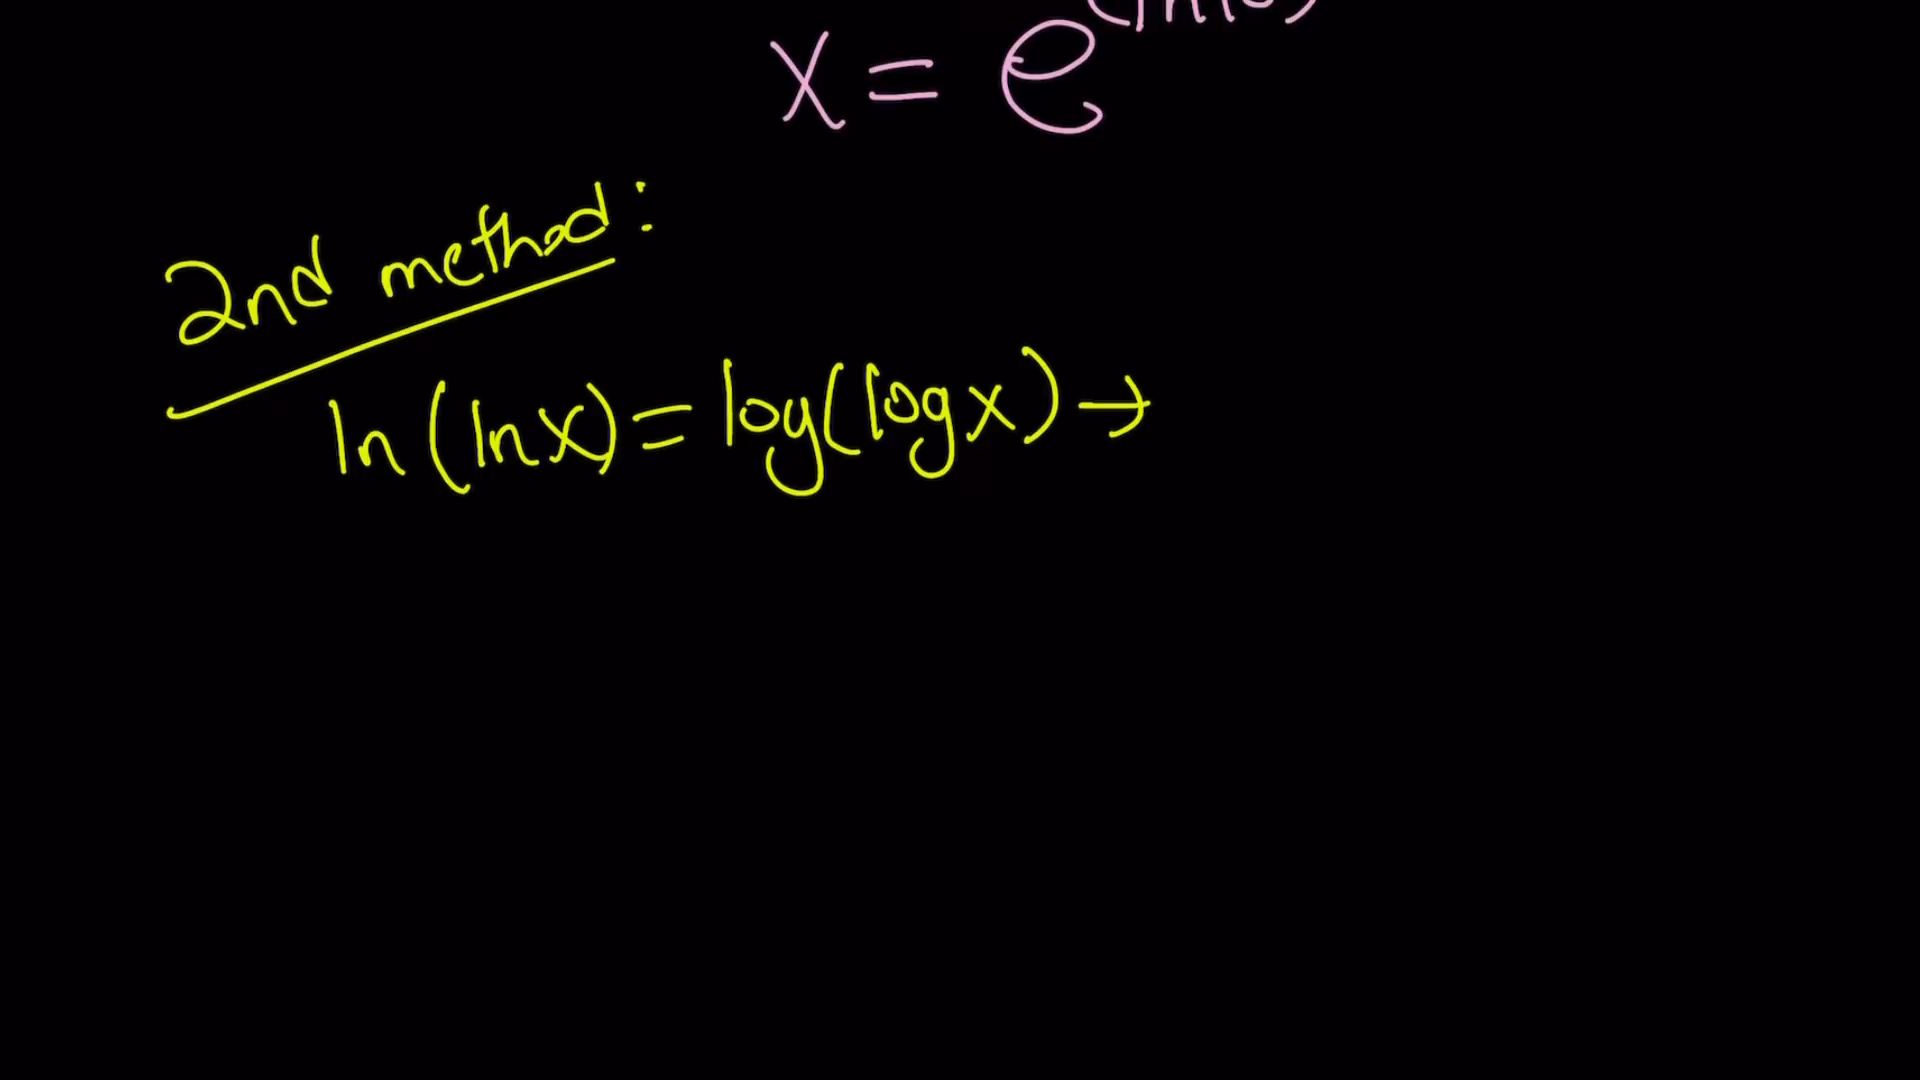 x = e
2nd method:
ln(lnx) = log(logx) →